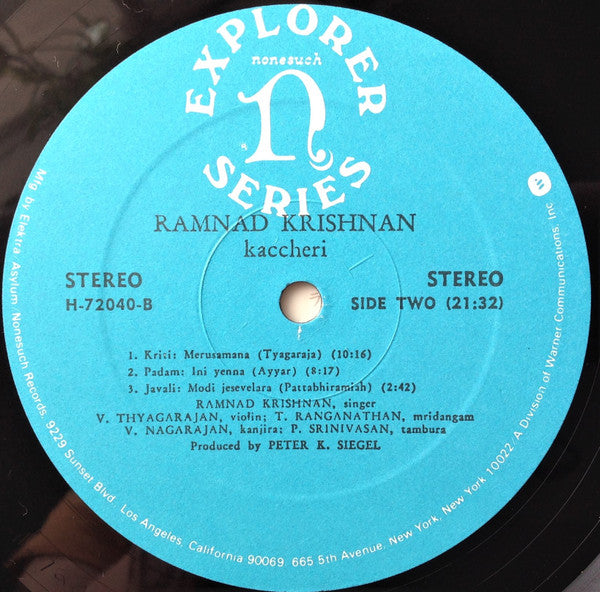 EXPLORER
nonesuch
n
SERIES
RAMNAD KRISHNAN
kaccheri
STEREO
H-72040-B
STEREO
SIDE TWO (21:32)
1. Kriti: Merusamana (Tyagaraja) (10:16)
2. Padam: Ini yenna (Ayyar) (8:17)
3. Javali: Modi jesevelara (Pattabhiramiah) (2:42)
RAMNAD KRISHNAN, singer
V. THYAGARAJAN, violin; T. RANGANATHAN, mridangam
V. NAGARAJAN, kanjira; P. SRINIVASAN, tambura
Produced by PETER K. SIEGEL
Mfg by Elektra, Asylum, Nonesuch Records, 9229 Sunset Blvd., Los Angeles, California 90069. 665 5th Avenue, New York, New York, 10022. A Division of Warner Communications, Inc.